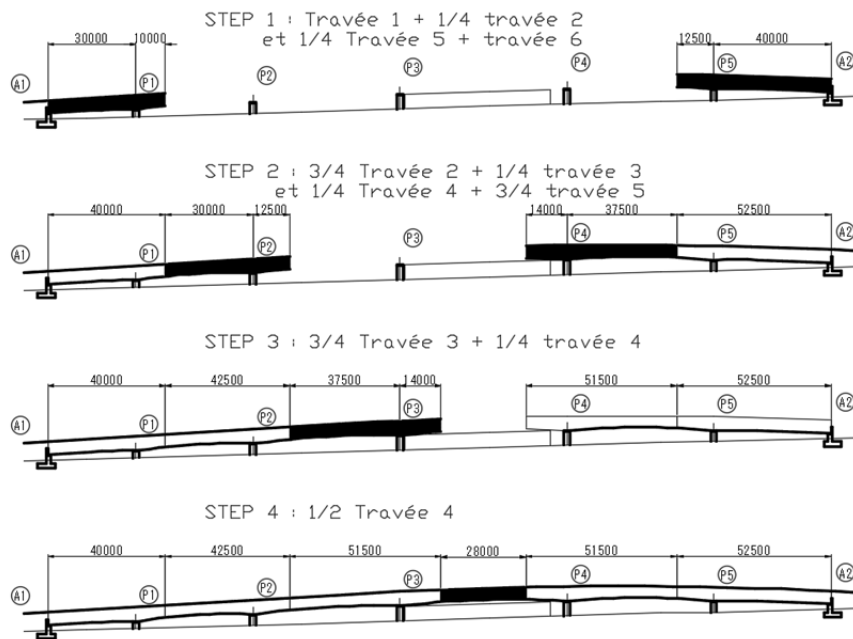 STEP 1 : Travée 1 + 1/4 travée 2
et 1/4 Travée 5 + travée 6
30000 10000 12500 40000
A1 P1 P2 P3 P4 P5 A2
STEP 2 : 3/4 Travée 2 + 1/4 travée 3
et 1/4 Travée 4 + 3/4 travée 5
40000 30000 12500 14000 37500 52500
A1 P1 P2 P3 P4 P5 A2
STEP 3 : 3/4 Travée 3 + 1/4 travée 4
40000 42500 37500 14000 51500 52500
A1 P1 P2 P3 P4 P5 A2
STEP 4 : 1/2 Travée 4
40000 42500 51500 28000 51500 52500
A1 P1 P2 P3 P4 P5 A2